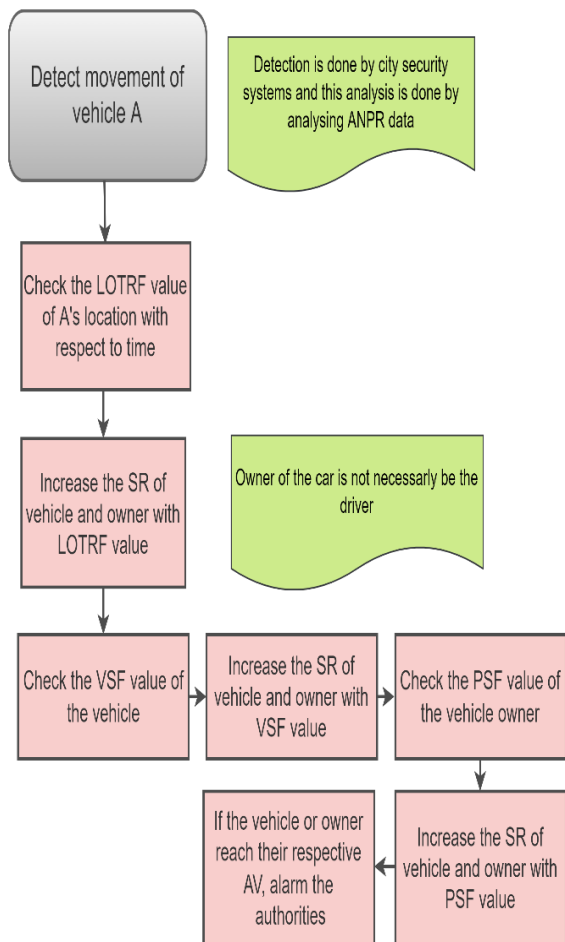 Detect movement of
vehicle A
Detection is done by city security
systems and this analysis is done by
analysing ANPR data
Check the LOTRF value
of A's location with
respect to time
Increase the SR of
vehicle and owner with
LOTRF value
Owner of the car is not necessarly be the
driver
Check the VSF value of
the vehicle
Increase the SR of
vehicle and owner with
VSF value
Check the PSF value of
the vehicle owner
Increase the SR of
vehicle and owner with
PSF value
If the vehicle or owner
reach their respective
AV, alarm the
authorities